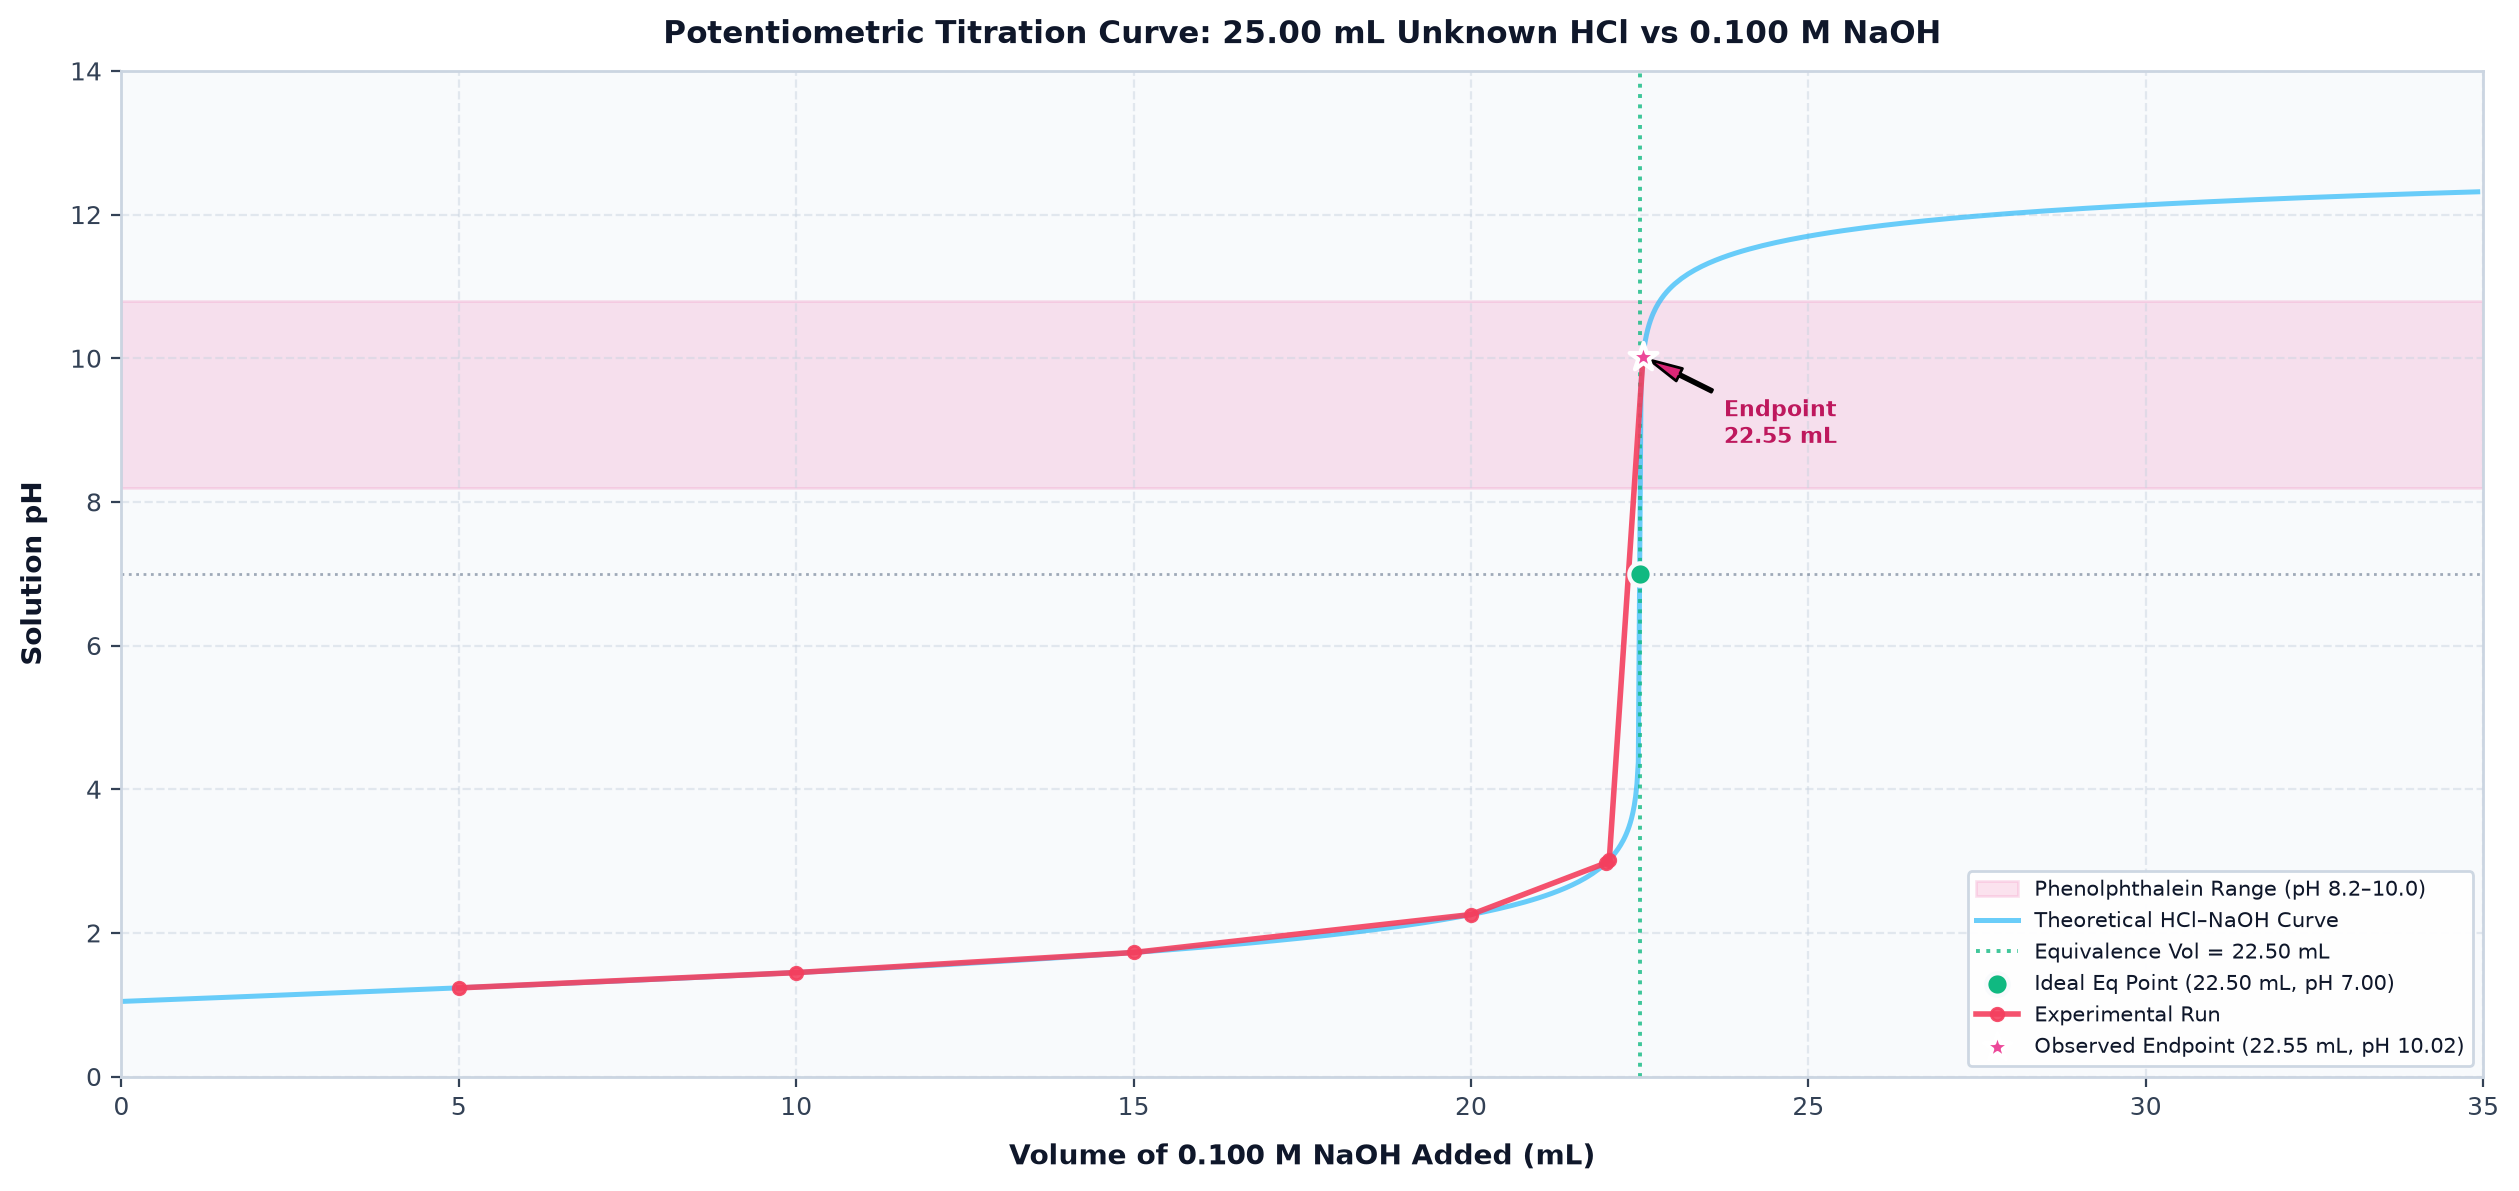 Potentiometric Titration Curve: 25.00 mL Unknown HCl vs 0.100 M NaOH
Solution pH
14
12
10
8
6
4
2
0
Endpoint
22.55 mL
Phenolphthalein Range (pH 8.2–10.0)
Theoretical HCl–NaOH Curve
Equivalence Vol = 22.50 mL
Ideal Eq Point (22.50 mL, pH 7.00)
Experimental Run
Observed Endpoint (22.55 mL, pH 10.02)
0 5 10 15 20 25 30 35
Volume of 0.100 M NaOH Added (mL)